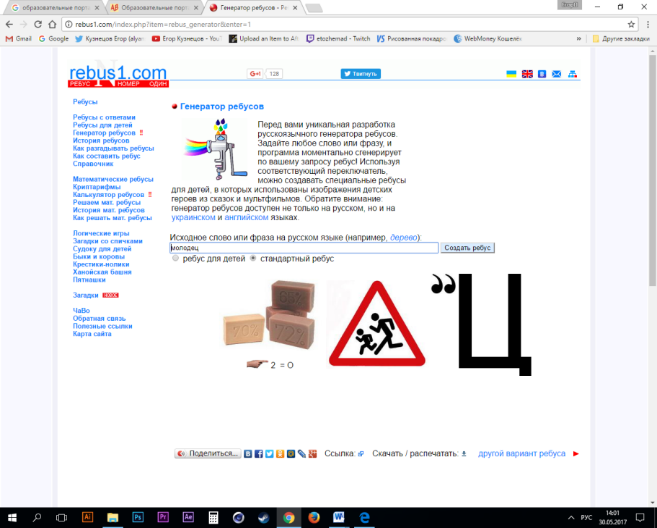 G образовательные порта
Образовательные порта
Генератор ребусов - Р
rebus1.com/index.php?item=rebus_generator&enter=1
M Gmail
G Google
Кузнецов Егор
Егор Кузнецов - You
Upload an Item to
etozhemad - Twitch
Рисованная покадро
WebMoney Кошелёк
»
Другие закладки
rebus1.com
РЕБУС НОМЕР ОДИН
G+1 128
Твитнуть
Ребусы
Ребусы с ответами
Ребусы для детей
Генератор ребусов !!
История ребусов
Как разгадывать ребусы
Как составить ребус
Справочник
Математические ребусы
Криптарифмы
Калькулятор ребусов !!
Решаем мат. ребусы
История мат. ребусов
Как решать мат. ребусы
Логические игры
Загадки со спичками
Судоку для детей
Быки и коровы
Крестики-нолики
Ханойская башня
Пятнашки
Загадки
ЧаВо
Обратная связь
Полезные ссылки
Карта сайта
Генератор ребусов
Перед вами уникальная разработка
русскоязычного генератора ребусов.
Задайте любое слово или фразу, и
программа моментально сгенерирует
по вашему запросу ребус! Используя
соответствующий переключатель,
можно создавать специальные ребусы
для детей, в которых использованы изображения детских
героев из сказок и мультфильмов. Обратите внимание:
генератор ребусов доступен не только на русском, но и на
украинском и английском языках.
Исходное слово или фраза на русском языке (например, дерево):
молодец
Создать ребус
ребус для детей стандартный ребус
„Ц
2 = О
Поделиться...
Ссылка:
Скачать / распечатать:
другой вариант ребуса
Ai
Ps
Pr
Ae
W
РУС
14:01
30.05.2017